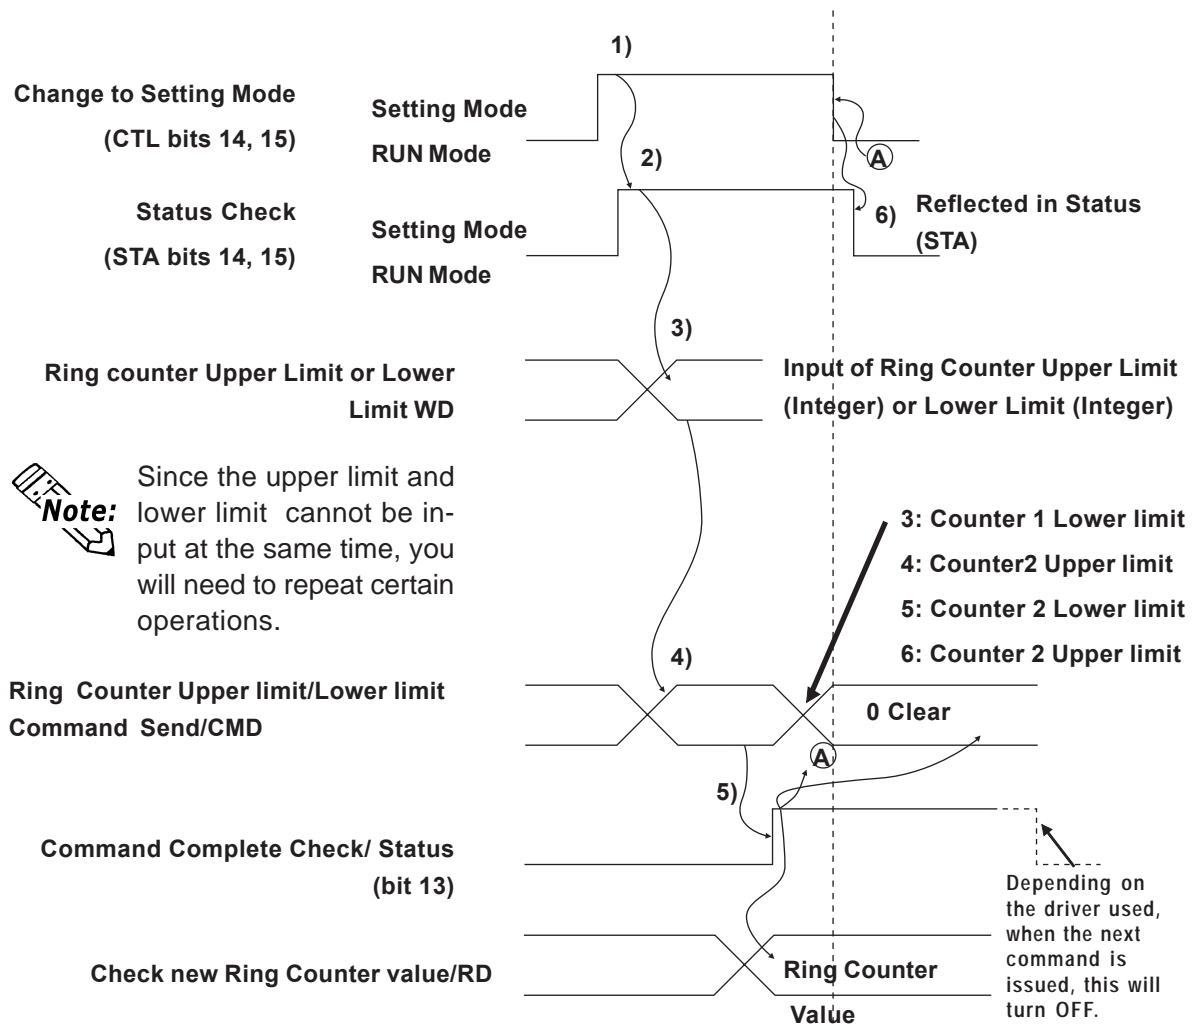 1)
Change to Setting Mode
(CTL bits 14, 15)
Setting Mode
RUN Mode
A
2)
Status Check
(STA bits 14, 15)
Setting Mode
RUN Mode
6)
Reflected in Status
(STA)
3)
Ring counter Upper Limit or Lower
Limit WD
Input of Ring Counter Upper Limit
(Integer) or Lower Limit (Integer)
Note:
Since the upper limit and
lower limit cannot be in-
put at the same time, you
will need to repeat certain
operations.
3: Counter 1 Lower limit
4: Counter2 Upper limit
5: Counter 2 Lower limit
6: Counter 2 Upper limit
4)
Ring Counter Upper limit/Lower limit
Command Send/CMD
0 Clear
A
5)
Command Complete Check/ Status
(bit 13)
Depending on
the driver used,
when the next
command is
issued, this will
turn OFF.
Check new Ring Counter value/RD
Ring Counter
Value